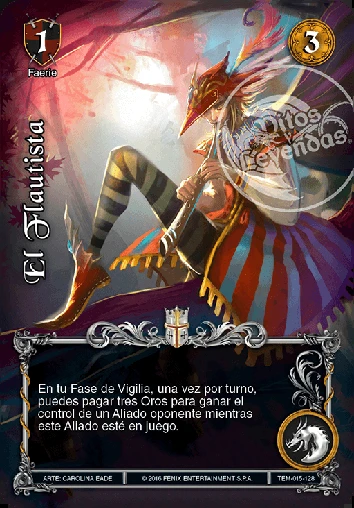 1
Faerie
3
Mitos y
Leyendas®
El Flautista
En tu Fase de Vigilia, una vez por turno,
puedes pagar tres Oros para ganar el
control de un Aliado oponente mientras
este Aliado esté en juego.
ARTE: CAROLINA EADE © 2016 FENIX ENTERTAINMENT S.P.A. TEM-015-128